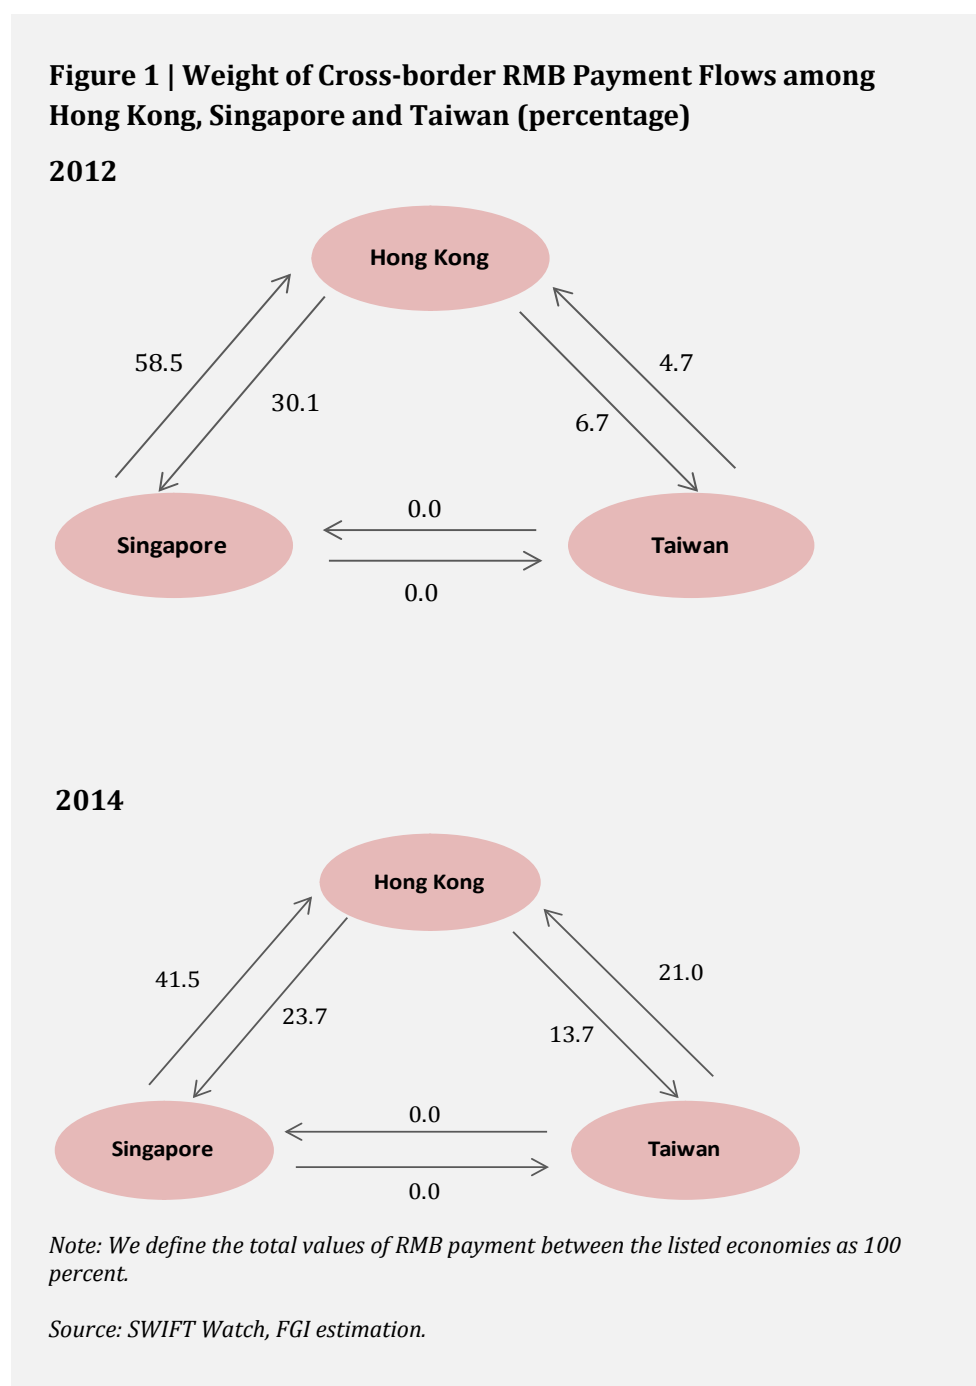 Figure 1 | Weight of Cross-border RMB Payment Flows among
Hong Kong, Singapore and Taiwan (percentage)
2012
Hong Kong
58.5
4.7
30.1
6.7
0.0
Singapore
Taiwan
0.0
2014
Hong Kong
41.5
21.0
23.7
13.7
0.0
Singapore
Taiwan
0.0
Note: We define the total values of RMB payment between the listed economies as 100
percent.
Source: SWIFT Watch, FGI estimation.